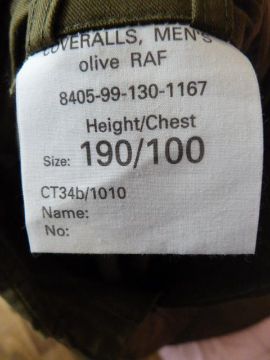 COVERALLS, MEN'S
olive RAF
8405-99-130-1167
Height/Chest
Size: 190/100
CT34b/1010
Name:
No: